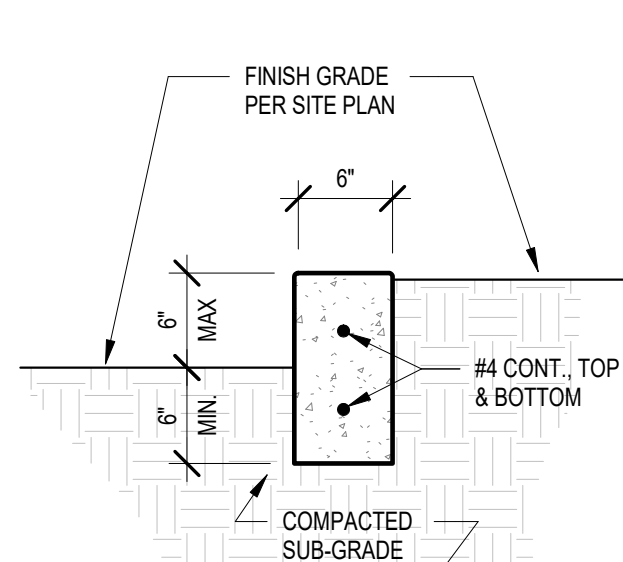 FINISH GRADE
PER SITE PLAN
6"
6"
MAX
#4 CONT., TOP
& BOTTOM
6"
MIN.
COMPACTED
SUB-GRADE